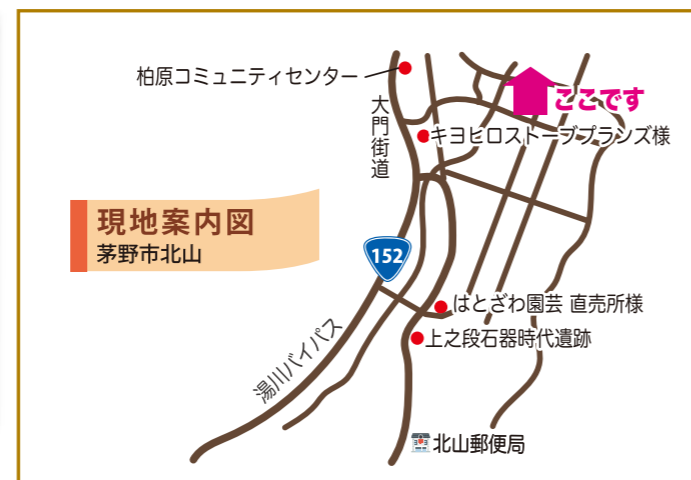 柏原コミュニティセンター
ここです
大門街道
キヨヒロストーブプランズ様
現地案内図
茅野市北山
152
はとざわ園芸 直売所様
上之段石器時代遺跡
湯川バイパス
北山郵便局